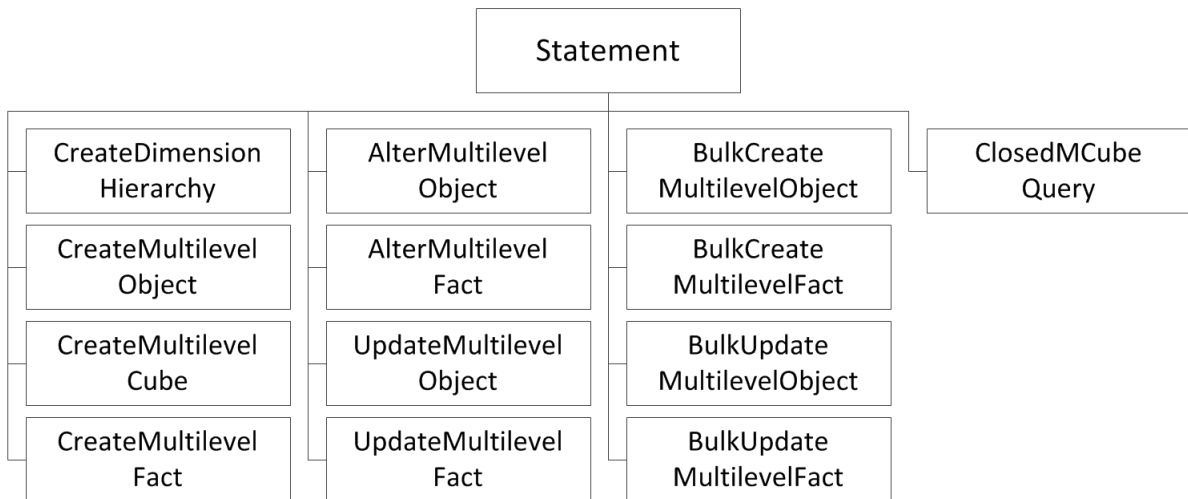 Statement
CreateDimension
Hierarchy
CreateMultilevel
Object
CreateMultilevel
Cube
CreateMultilevel
Fact
AlterMultilevel
Object
AlterMultilevel
Fact
UpdateMultilevel
Object
UpdateMultilevel
Fact
BulkCreate
MultilevelObject
BulkCreate
MultilevelFact
BulkUpdate
MultilevelObject
BulkUpdate
MultilevelFact
ClosedMCube
Query